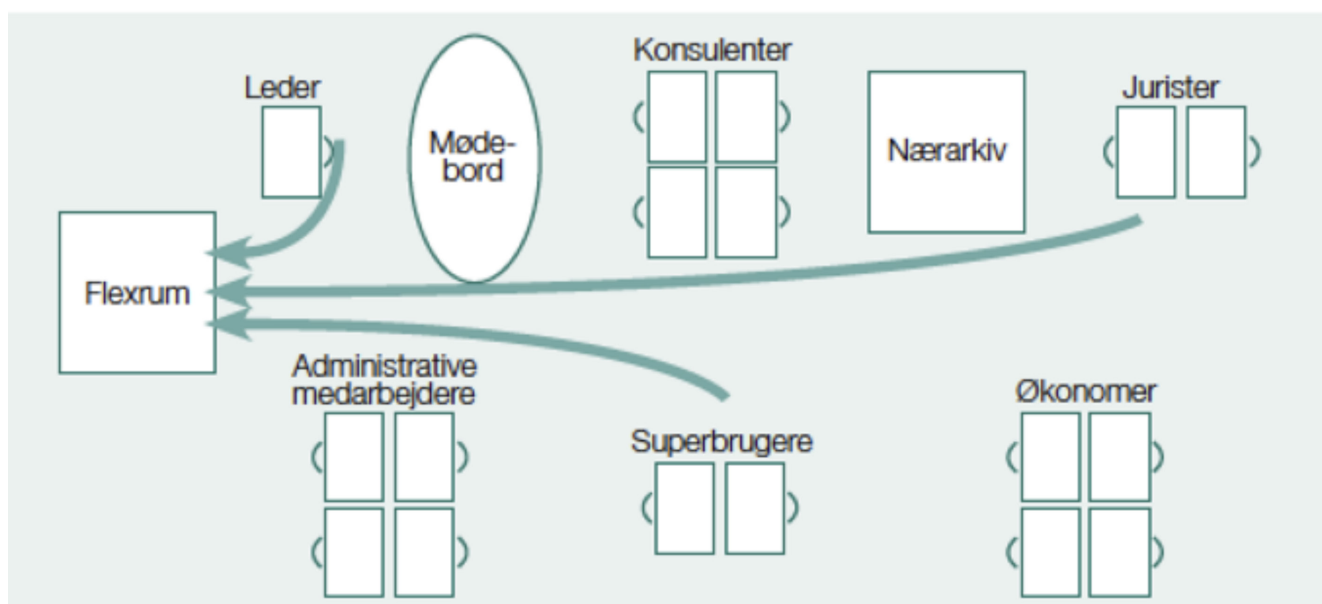 Konsulenter
Leder
Jurister
Møde-
bord
Nærarkiv
Flexrum
Administrative
medarbejdere
Økonomer
Superbrugere